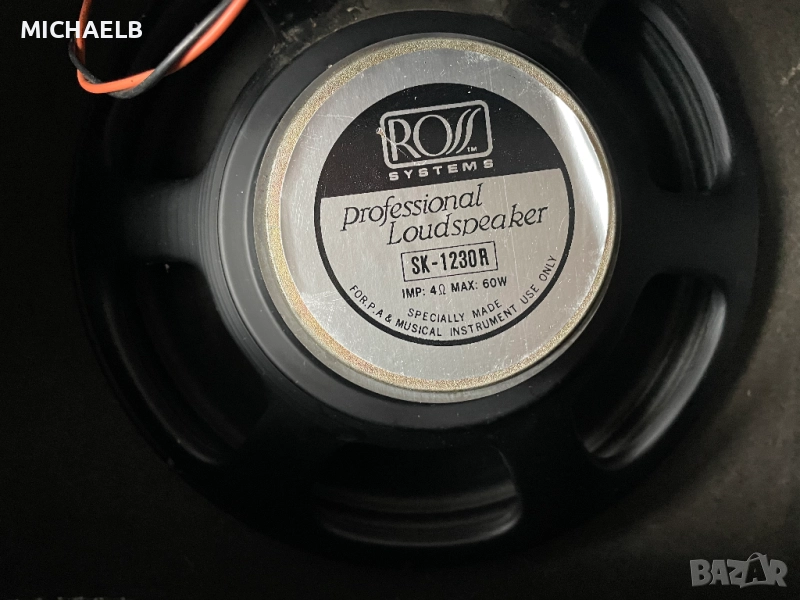 MICHAELB
ROSS TM
SYSTEMS
Professional
Loudspeaker
SK-1230R
IMP: 4Ω MAX: 60W
SPECIALLY MADE
FOR.P.A & MUSICAL INSTRUMENT USE ONLY
BAZAR